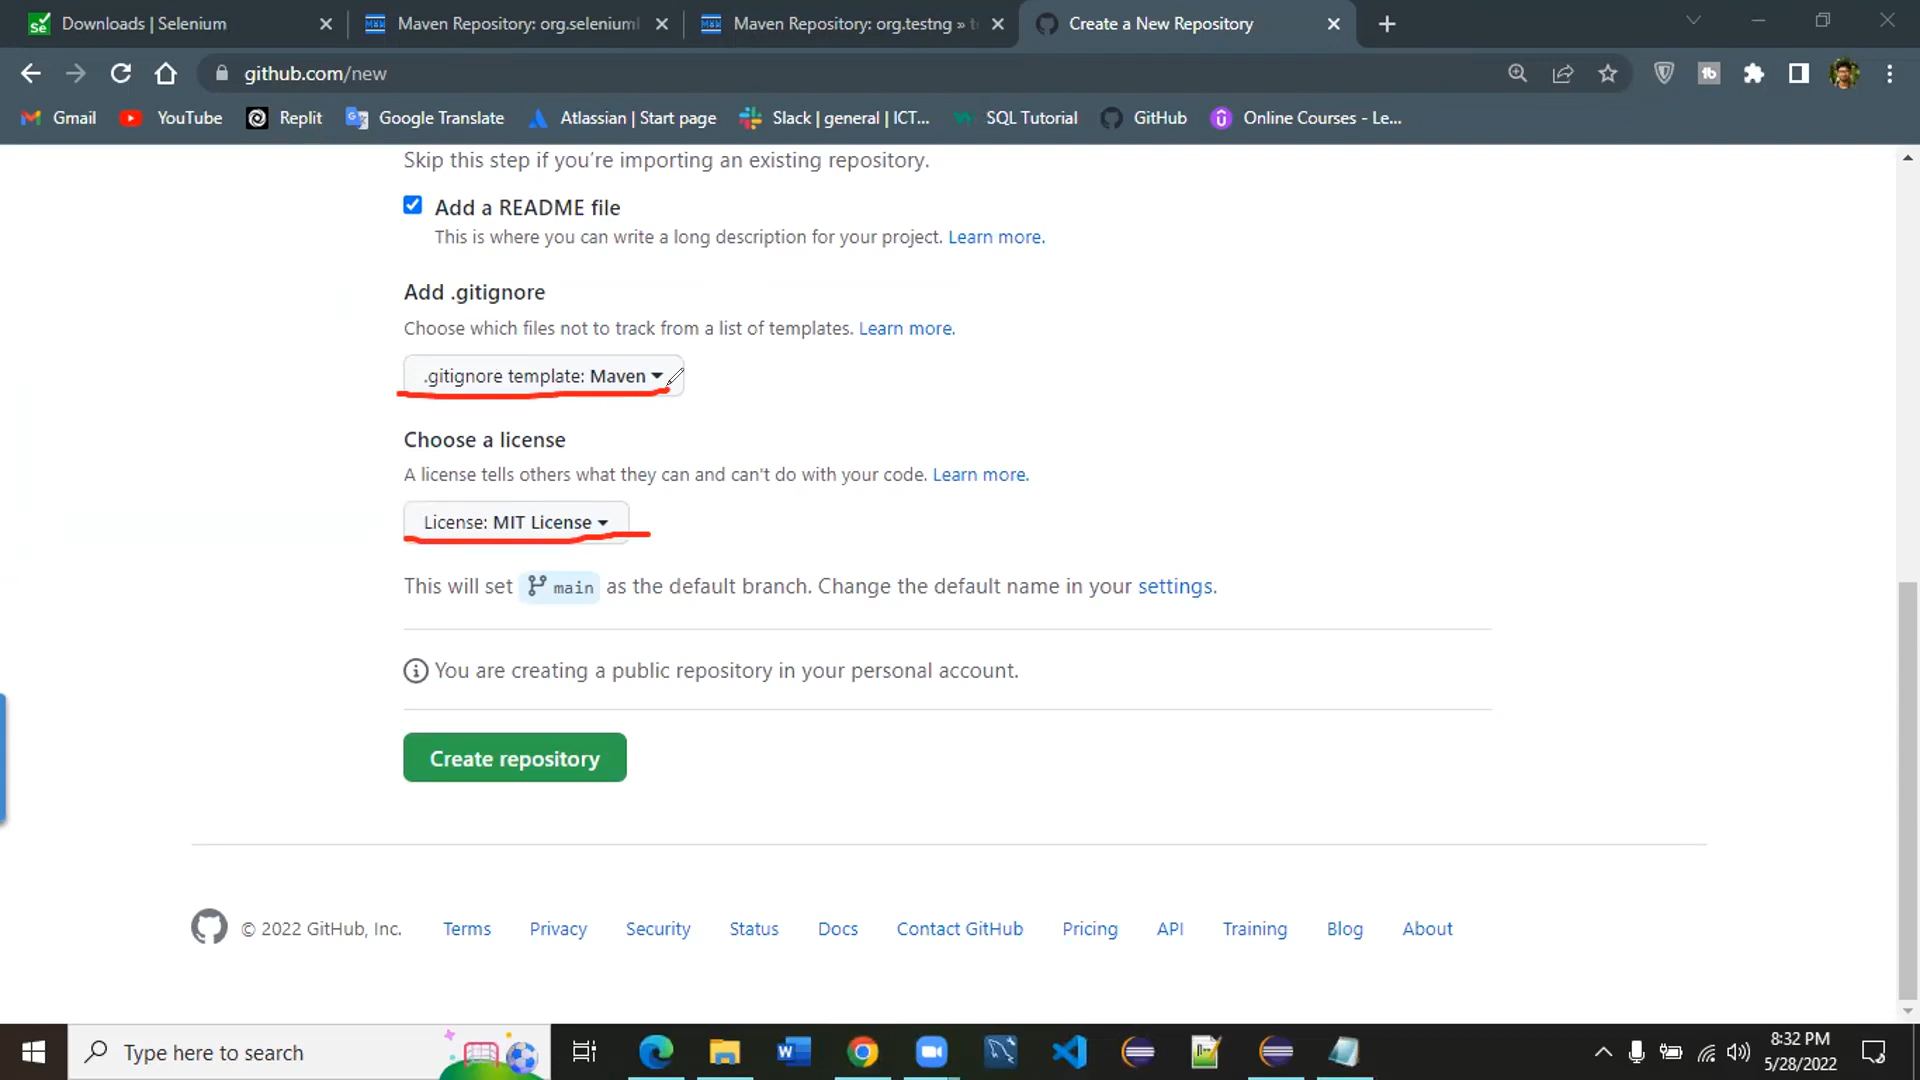 Downloads | Selenium
Maven Repository: org.selenium
Maven Repository: org.testng » t
Create a New Repository
github.com/new
Gmail
YouTube
Replit
Google Translate
Atlassian | Start page
Slack | general | ICT...
SQL Tutorial
GitHub
Online Courses - Le...
Skip this step if you're importing an existing repository.
Add a README file
This is where you can write a long description for your project. Learn more.
Add .gitignore
Choose which files not to track from a list of templates. Learn more.
.gitignore template: Maven
Choose a license
A license tells others what they can and can't do with your code. Learn more.
License: MIT License
This will set main as the default branch. Change the default name in your settings.
You are creating a public repository in your personal account.
Create repository
© 2022 GitHub, Inc.
Terms
Privacy
Security
Status
Docs
Contact GitHub
Pricing
API
Training
Blog
About
Type here to search
8:32 PM
5/28/2022